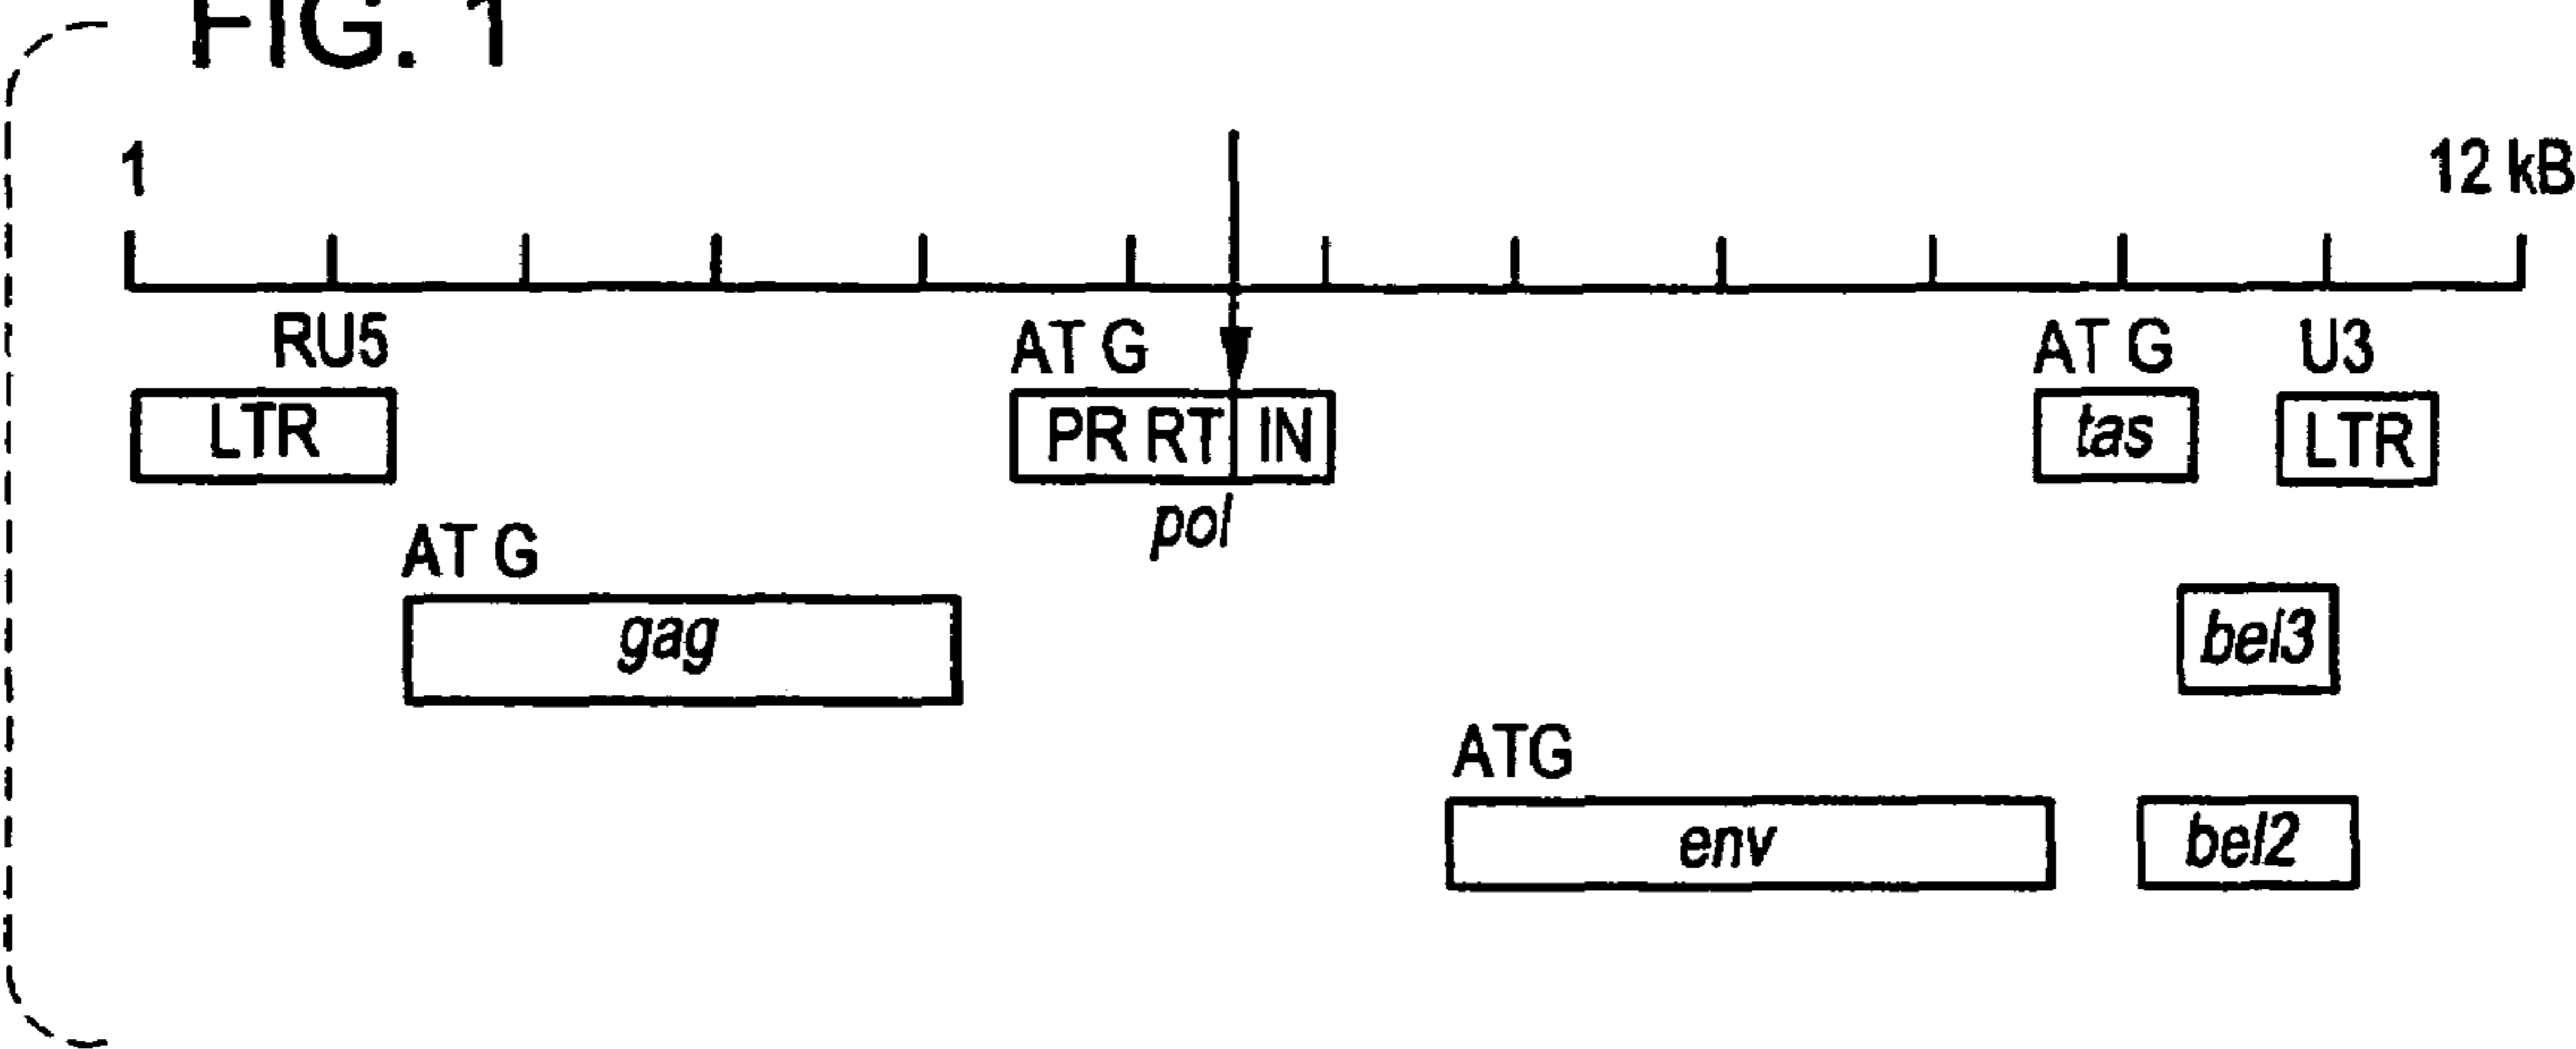 FIG. 1
1 12 kB
RU5 AT G AT G U3
LTR PR RT IN tas LTR
pol
AT G
gag bel3
ATG
env bel2